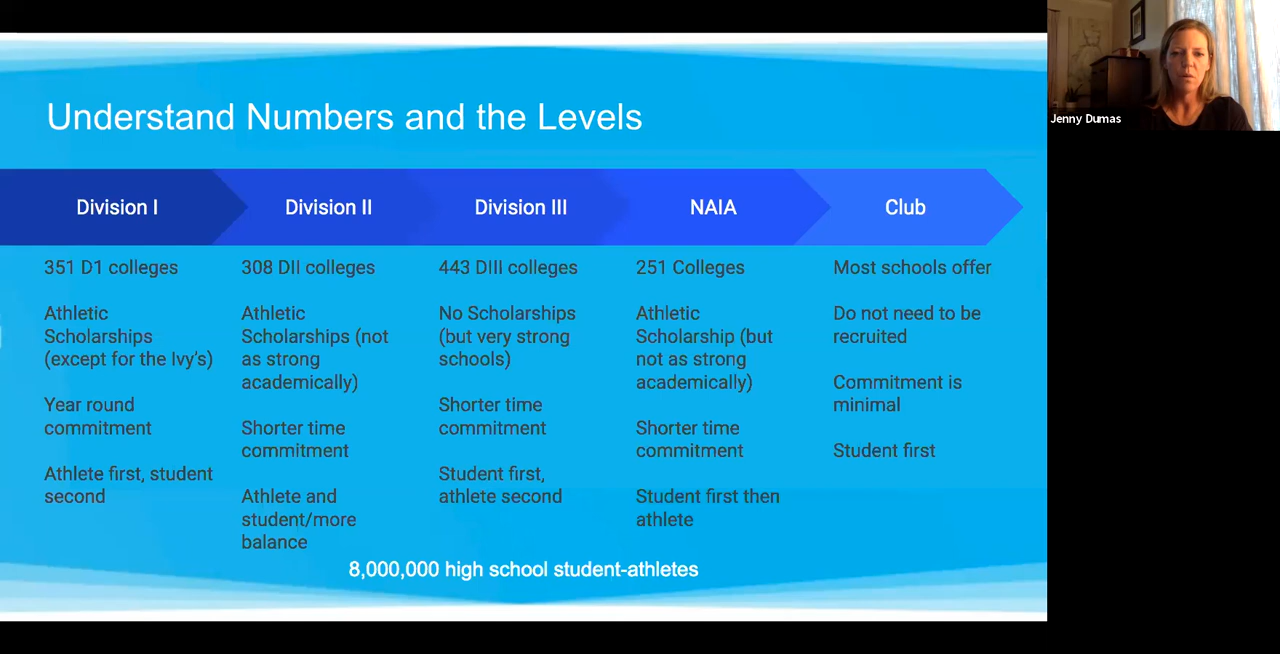 Understand Numbers and the Levels
Jenny Dumas
Division I
Division II
Division III
NAIA
Club
351 D1 colleges
Athletic
Scholarships
(except for the Ivy's)
Year round
commitment
Athlete first, student
second
308 DII colleges
Athletic
Scholarships (not
as strong
academically)
Shorter time
commitment
Athlete and
student/more
balance
443 DIII colleges
No Scholarships
(but very strong
schools)
Shorter time
commitment
Student first,
athlete second
251 Colleges
Athletic
Scholarship (but
not as strong
academically)
Shorter time
commitment
Student first then
athlete
Most schools offer
Do not need to be
recruited
Commitment is
minimal
Student first
8,000,000 high school student-athletes